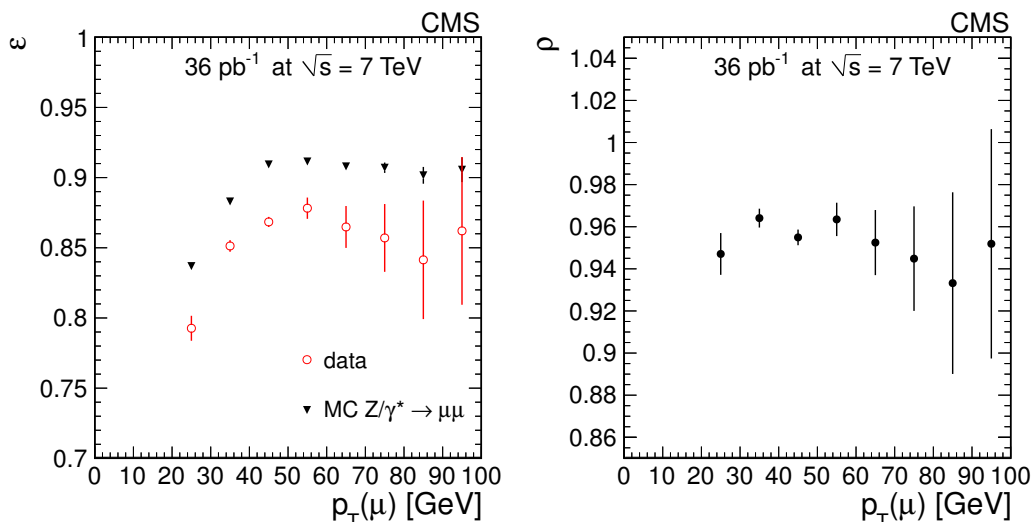 CMS
ε
36 pb⁻¹ at √s = 7 TeV
1
0.95
0.9
0.85
0.8
0.75
0.7
data
MC Z/γ* → μμ
0 10 20 30 40 50 60 70 80 90 100
p_T(μ) [GeV]
CMS
ρ
36 pb⁻¹ at √s = 7 TeV
1.04
1.02
1
0.98
0.96
0.94
0.92
0.9
0.88
0.86
0 10 20 30 40 50 60 70 80 90 100
p_T(μ) [GeV]